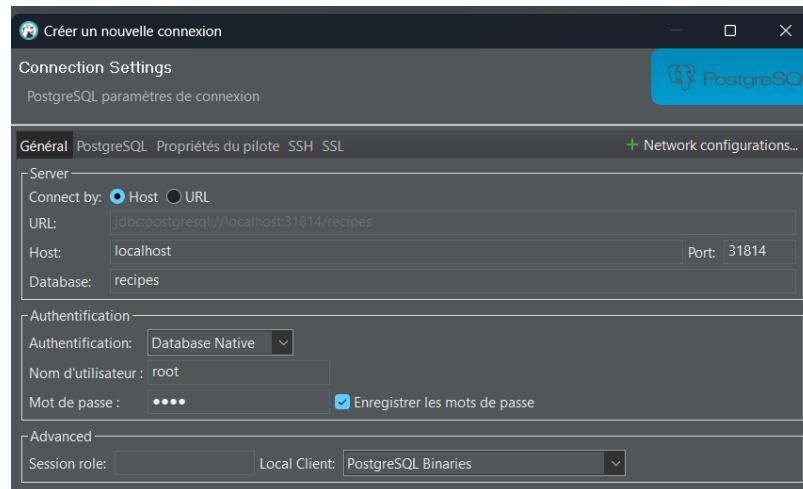 Créer un nouvelle connexion
Connection Settings
PostgreSQL paramètres de connexion
PostgreSQ
Général PostgreSQL Propriétés du pilote SSH SSL + Network configurations...
Server
Connect by: Host URL
URL: jdbc:postgresql://localhost:31814/recipes
Host: localhost Port: 31814
Database: recipes
Authentification
Authentification: Database Native
Nom d'utilisateur : root
Mot de passe : •••• Enregistrer les mots de passe
Advanced
Session role: Local Client: PostgreSQL Binaries